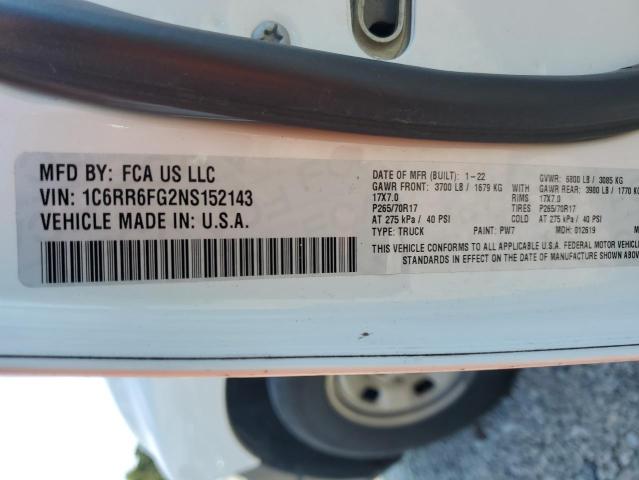 MFD BY: FCA US LLC
VIN: 1C6RR6FG2NS152143
VEHICLE MADE IN: U.S.A.
DATE OF MFR (BUILT): 1-22 GVWR: 6800 LB / 3085 KG
GAWR FRONT: 3700 LB / 1679 KG WITH GAWR REAR: 3900 LB / 1770 KG
17X7.0 RIMS 17X7.0
P265/70R17 TIRES P265/70R17
AT 275 kPa / 40 PSI COLD AT 275 kPa / 40 PSI
TYPE: TRUCK PAINT: PW7 MDH: 012619
THIS VEHICLE CONFORMS TO ALL APPLICABLE U.S.A. FEDERAL MOTOR VEHICLE
STANDARDS IN EFFECT ON THE DATE OF MANUFACTURE SHOWN ABOV